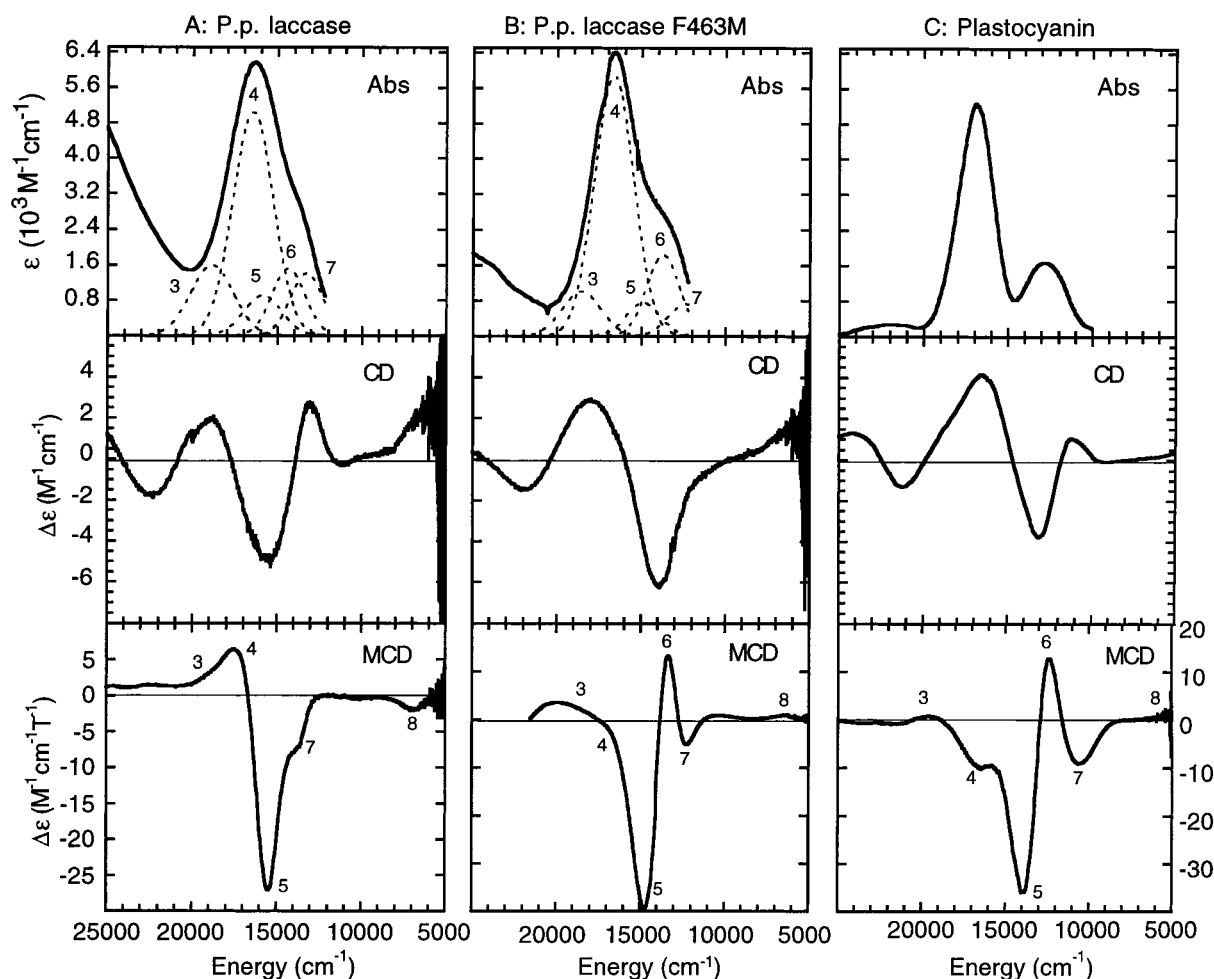 A: P.p. laccase
B: P.p. laccase F463M
C: Plastocyanin
6.4
5.6
4.8
4.0
3.2
2.4
1.6
0.8
ε (10³M⁻¹cm⁻¹)
Abs
3
4
5
6
7
Abs
3
4
5
6
7
Abs
4
2
0
-2
-4
-6
Δε (M⁻¹cm⁻¹)
CD
CD
CD
5
0
-5
-10
-15
-20
-25
Δε (M⁻¹cm⁻¹T⁻¹)
MCD
3
4
5
7
8
MCD
3
4
5
6
7
8
MCD
3
4
5
6
7
8
20
10
0
-10
-20
-30
25000 20000 15000 10000 5000
20000 15000 10000 5000
20000 15000 10000 5000
Energy (cm⁻¹)
Energy (cm⁻¹)
Energy (cm⁻¹)